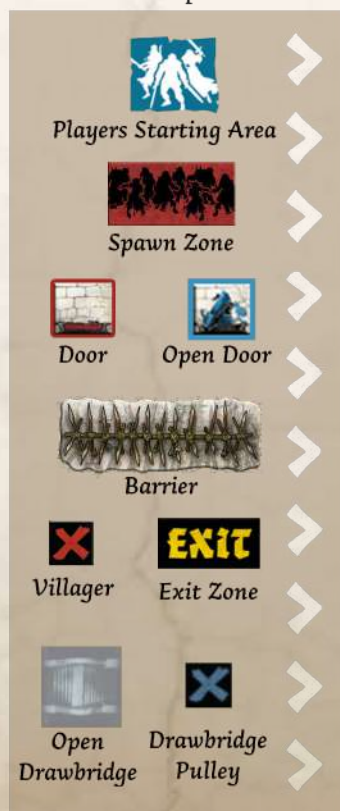 Players Starting Area
Spawn Zone
Door
Open Door
Barrier
EXIT
Villager
Exit Zone
Open
Drawbridge
Drawbridge
Pulley